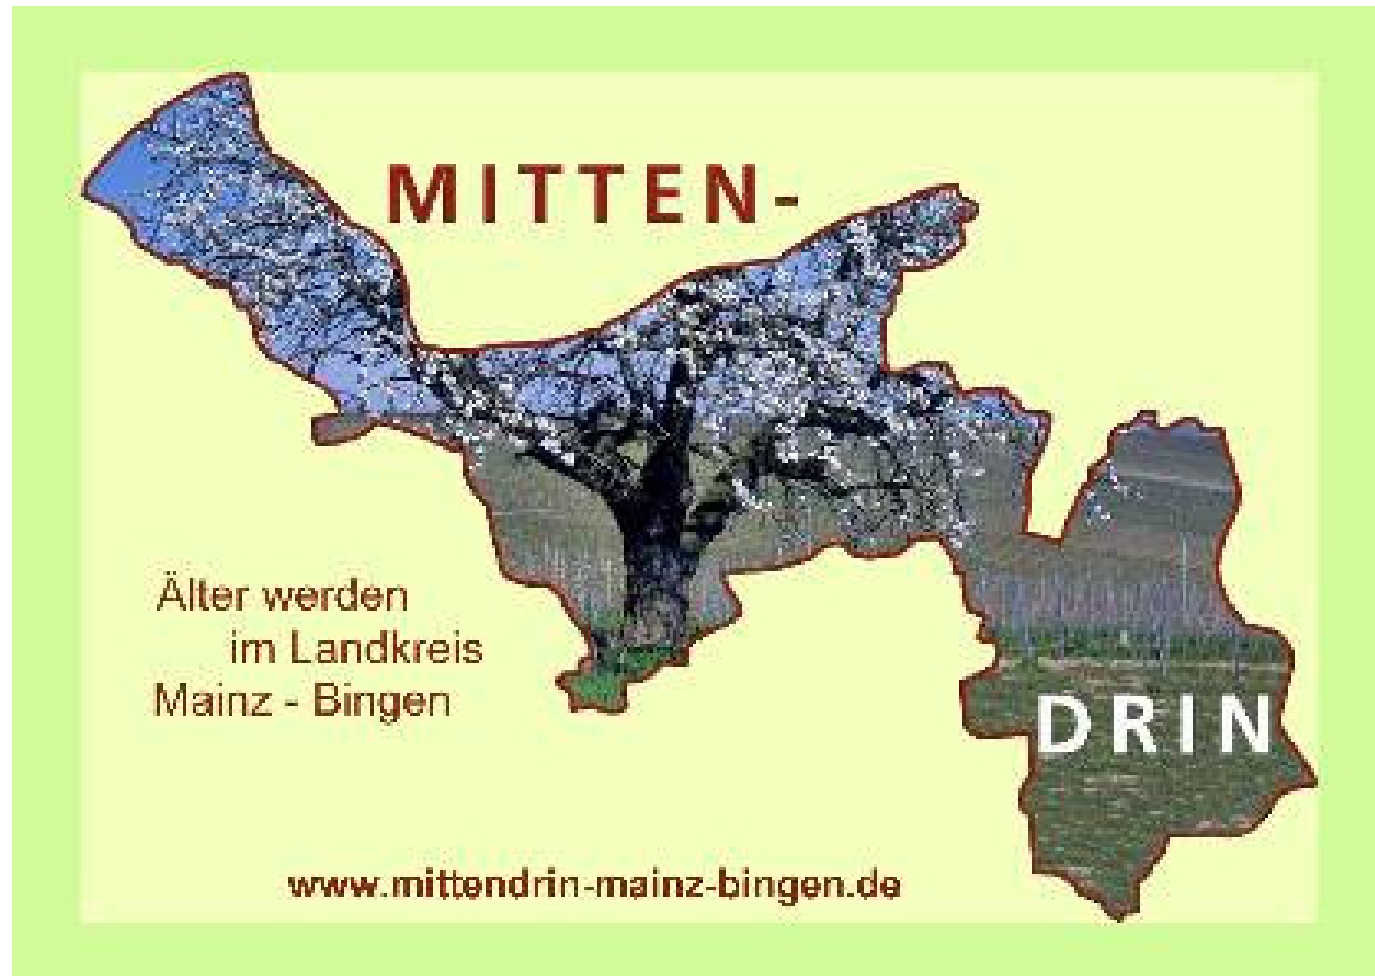 MITTEN-
Älter werden
im Landkreis
Mainz - Bingen
DRIN
www.mittendrin-mainz-bingen.de